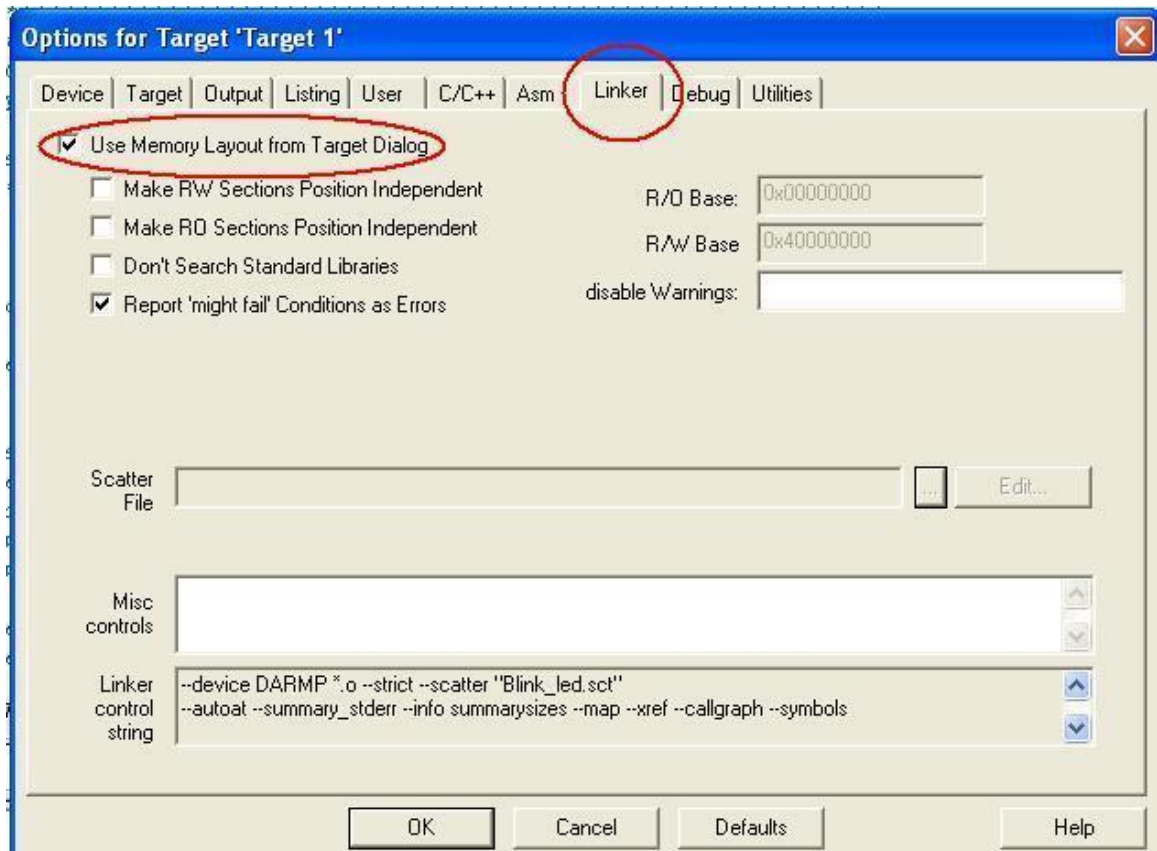 Options for Target 'Target 1'
Device Target Output Listing User C/C++ Asm Linker Debug Utilities
Use Memory Layout from Target Dialog
Make RW Sections Position Independent
Make RO Sections Position Independent
Don't Search Standard Libraries
Report 'might fail' Conditions as Errors
R/O Base: 0x00000000
R/W Base 0x40000000
disable Warnings:
Scatter
File
... Edit...
Misc
controls
Linker
control
string
--device DARMP *.o --strict --scatter "Blink_led.sct"
--autoat --summary_stderr --info summarysizes --map --xref --callgraph --symbols
OK Cancel Defaults Help